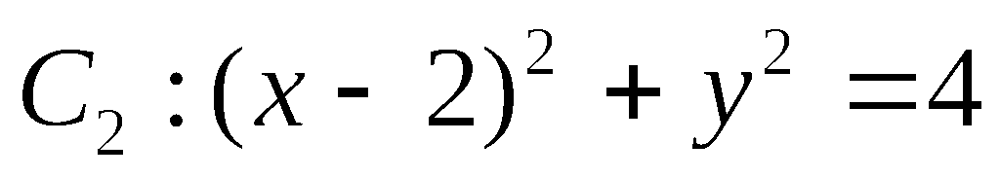 C₂ : (x - 2)² + y² = 4